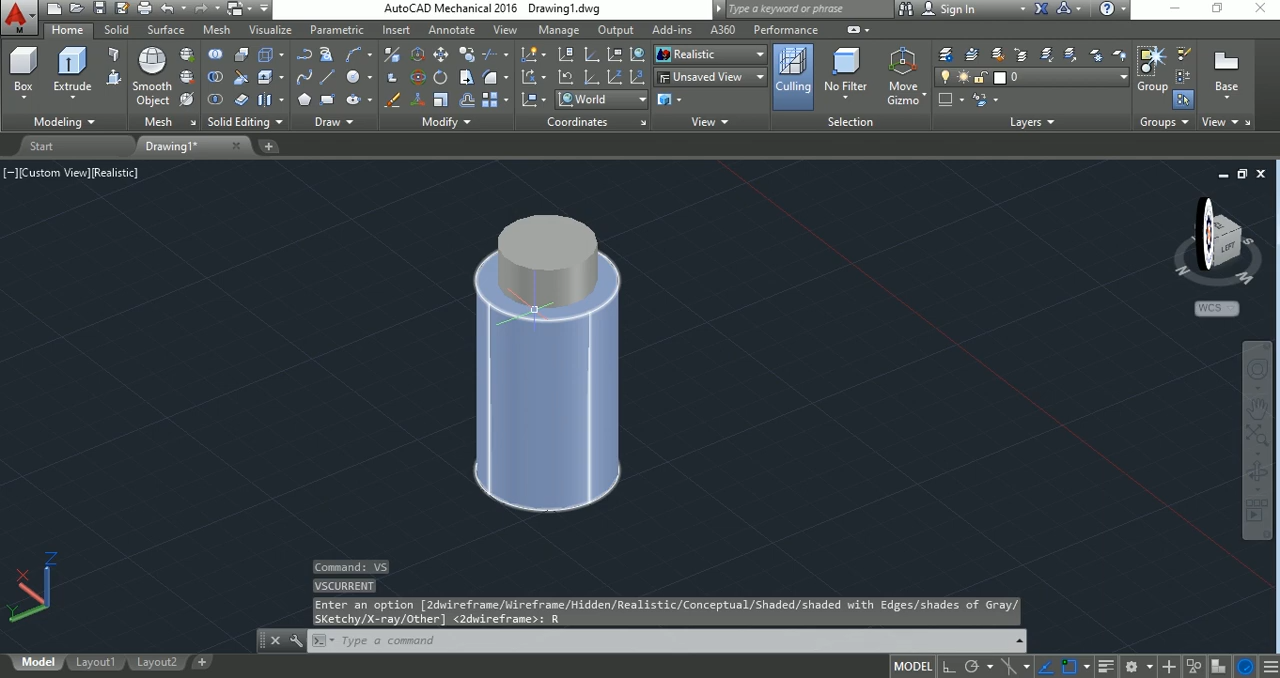 AutoCAD Mechanical 2016 Drawing1.dwg
Type a keyword or phrase
Sign In
M
Home Solid Surface Mesh Visualize Parametric Insert Annotate View Manage Output Add-ins A360 Performance
Box
Extrude
Smooth Object
Realistic
Unsaved View
World
Culling
No Filter
Move Gizmo
0
Group
Base
Modeling Mesh Solid Editing Draw Modify Coordinates View Selection Layers Groups View
Start Drawing1*
[−][Custom View][Realistic]
LEFT
N
S
WCS
X
Y
Z
Command: VS
VSCURRENT
Enter an option [2dwireframe/Wireframe/Hidden/Realistic/Conceptual/Shaded/shaded with Edges/shades of Gray/
SKetchy/X-ray/Other] <2dwireframe>: R
Type a command
Model Layout1 Layout2
MODEL